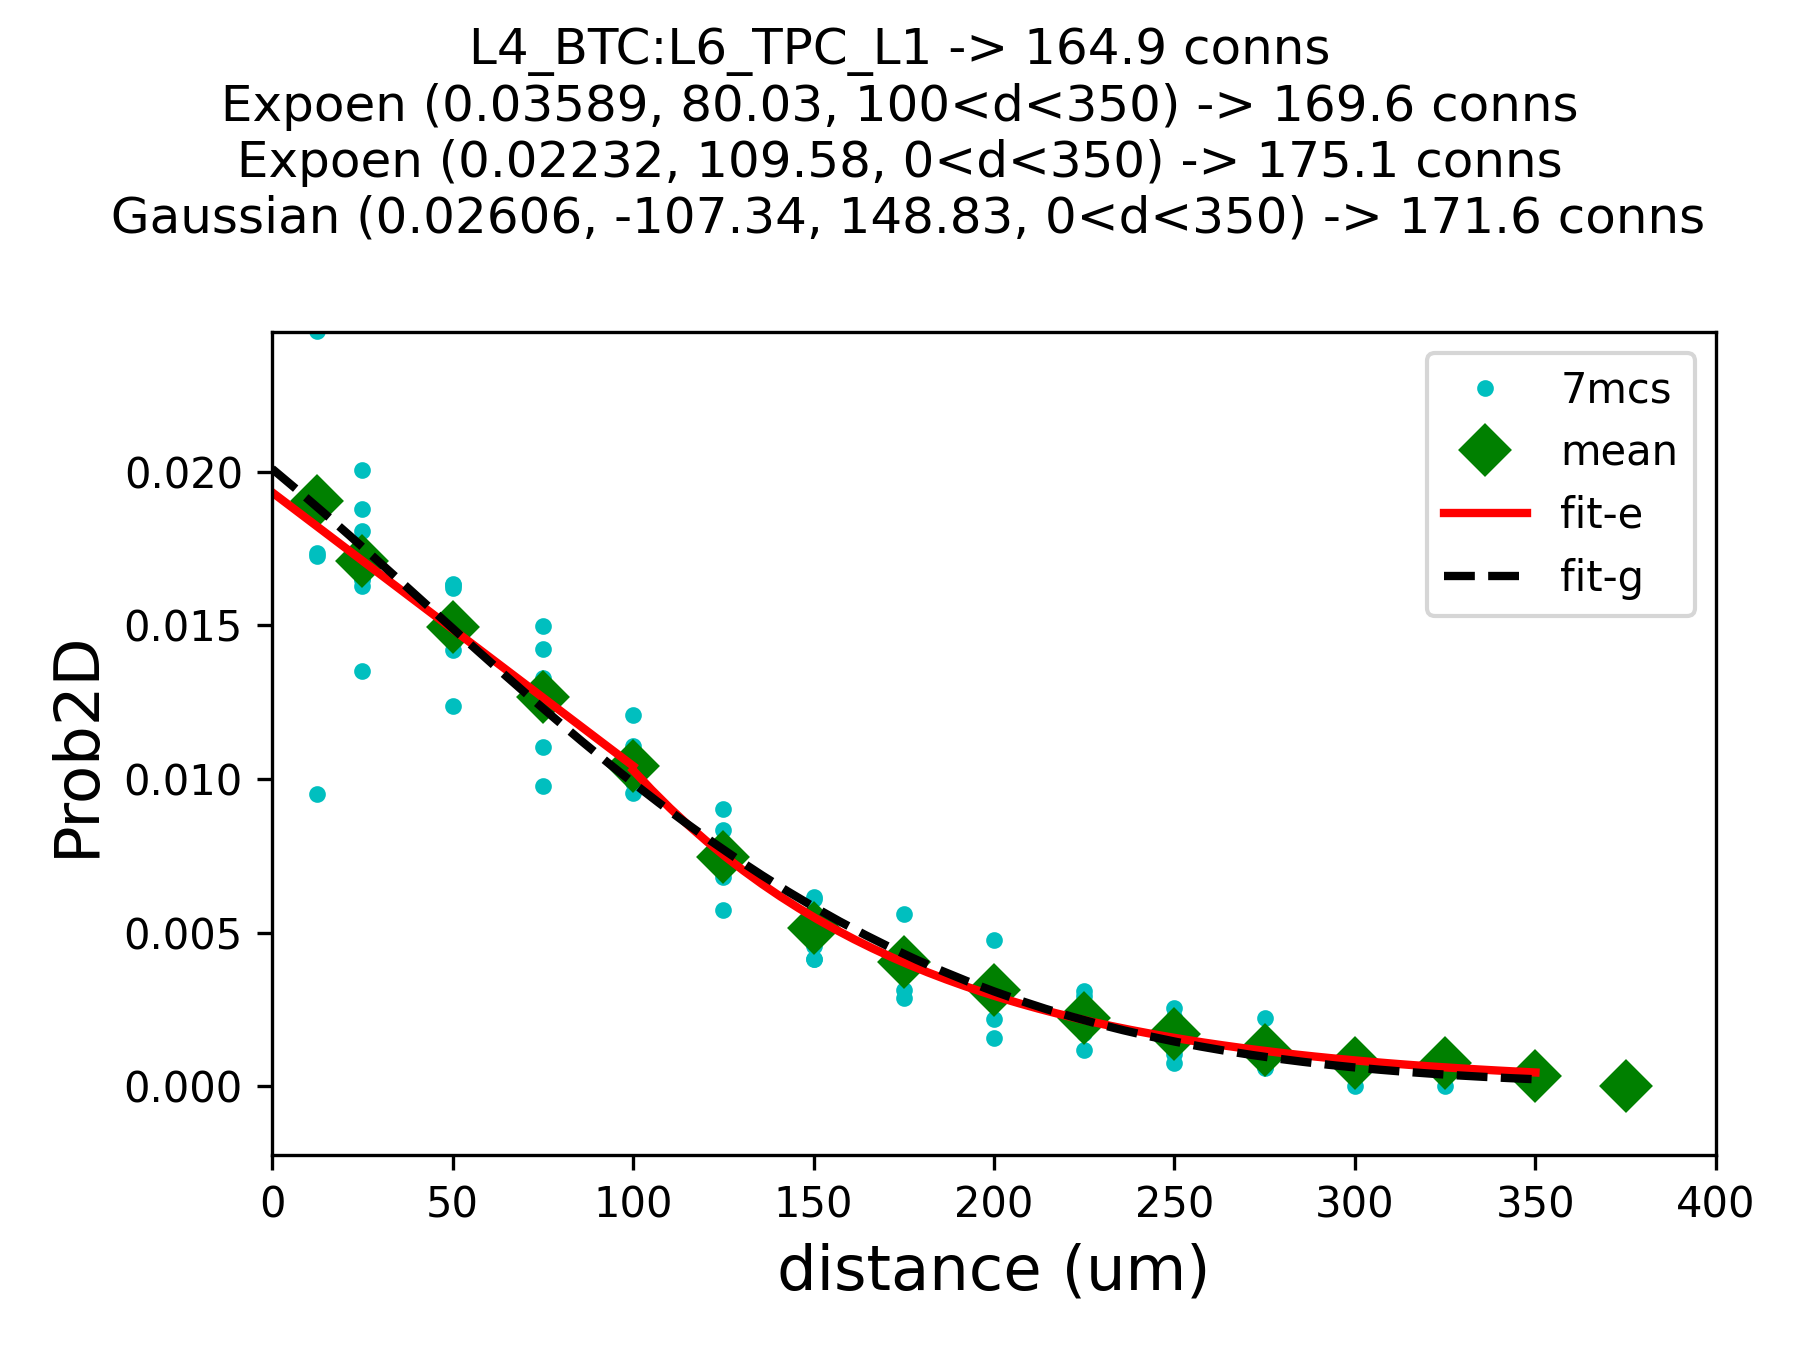 L4_BTC:L6_TPC_L1 -> 164.9 conns
Expoen (0.03589, 80.03, 100<d<350) -> 169.6 conns
Expoen (0.02232, 109.58, 0<d<350) -> 175.1 conns
Gaussian (0.02606, -107.34, 148.83, 0<d<350) -> 171.6 conns
7mcs
mean
fit-e
fit-g
0.020
0.015
0.010
0.005
0.000
Prob2D
0 50 100 150 200 250 300 350 400
distance (um)